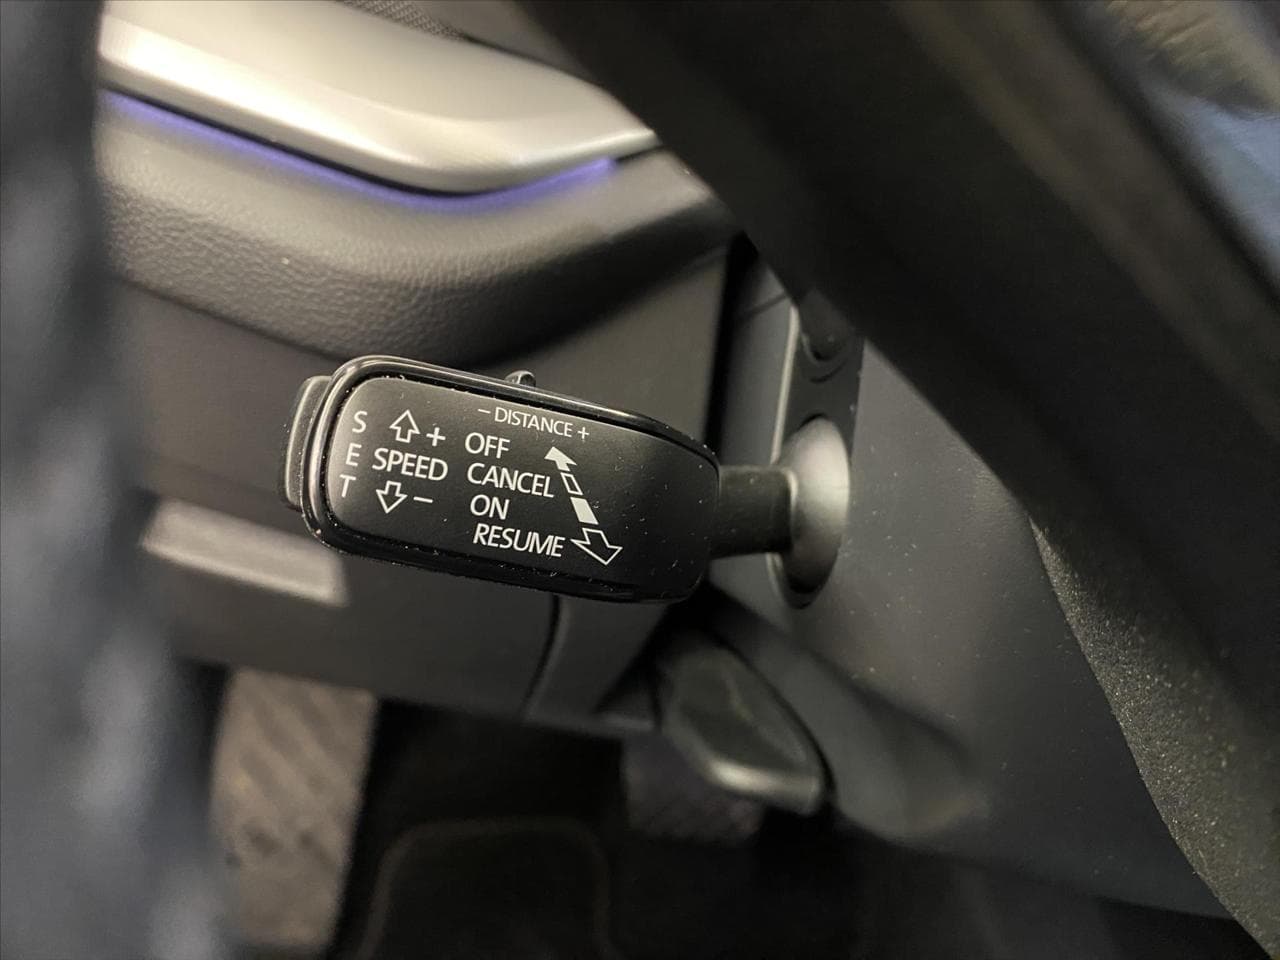 − DISTANCE +
S
E
T
+
SPEED
−
OFF
CANCEL
ON
RESUME